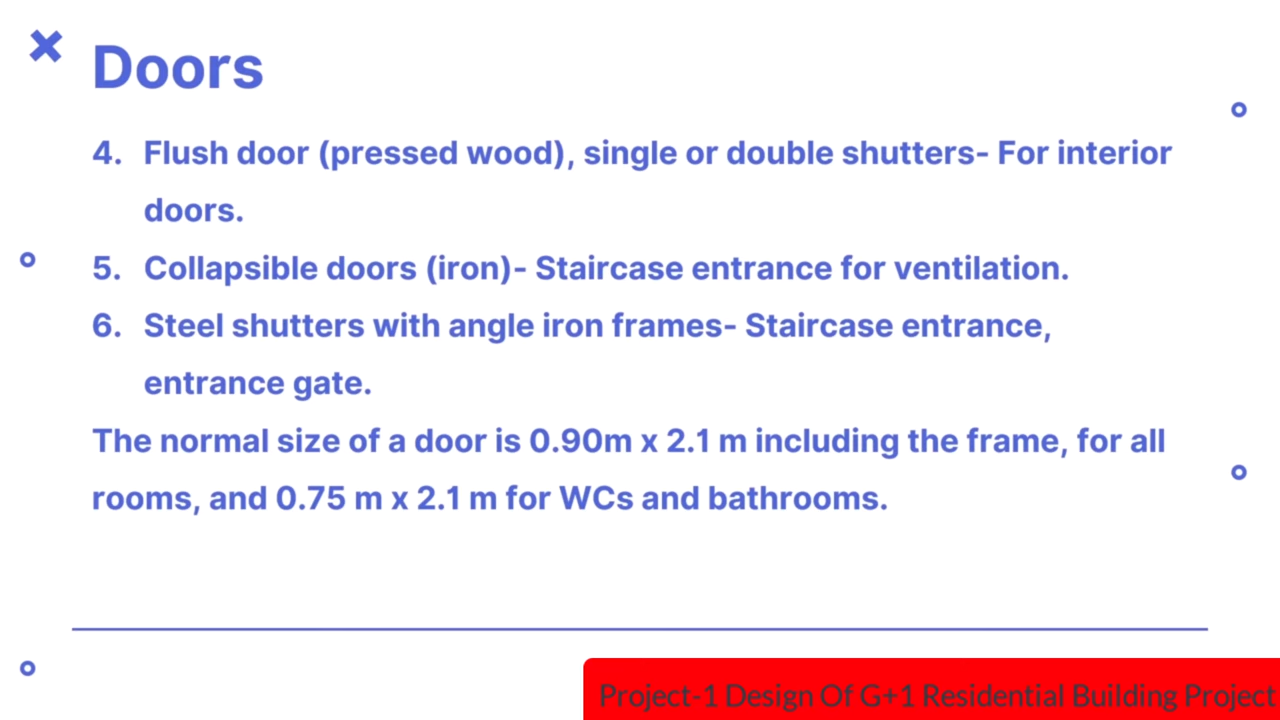 Doors
4. Flush door (pressed wood), single or double shutters- For interior
doors.
5. Collapsible doors (iron)- Staircase entrance for ventilation.
6. Steel shutters with angle iron frames- Staircase entrance,
entrance gate.
The normal size of a door is 0.90m x 2.1 m including the frame, for all
rooms, and 0.75 m x 2.1 m for WCs and bathrooms.
Project-1 Design Of G+1 Residential Building Project